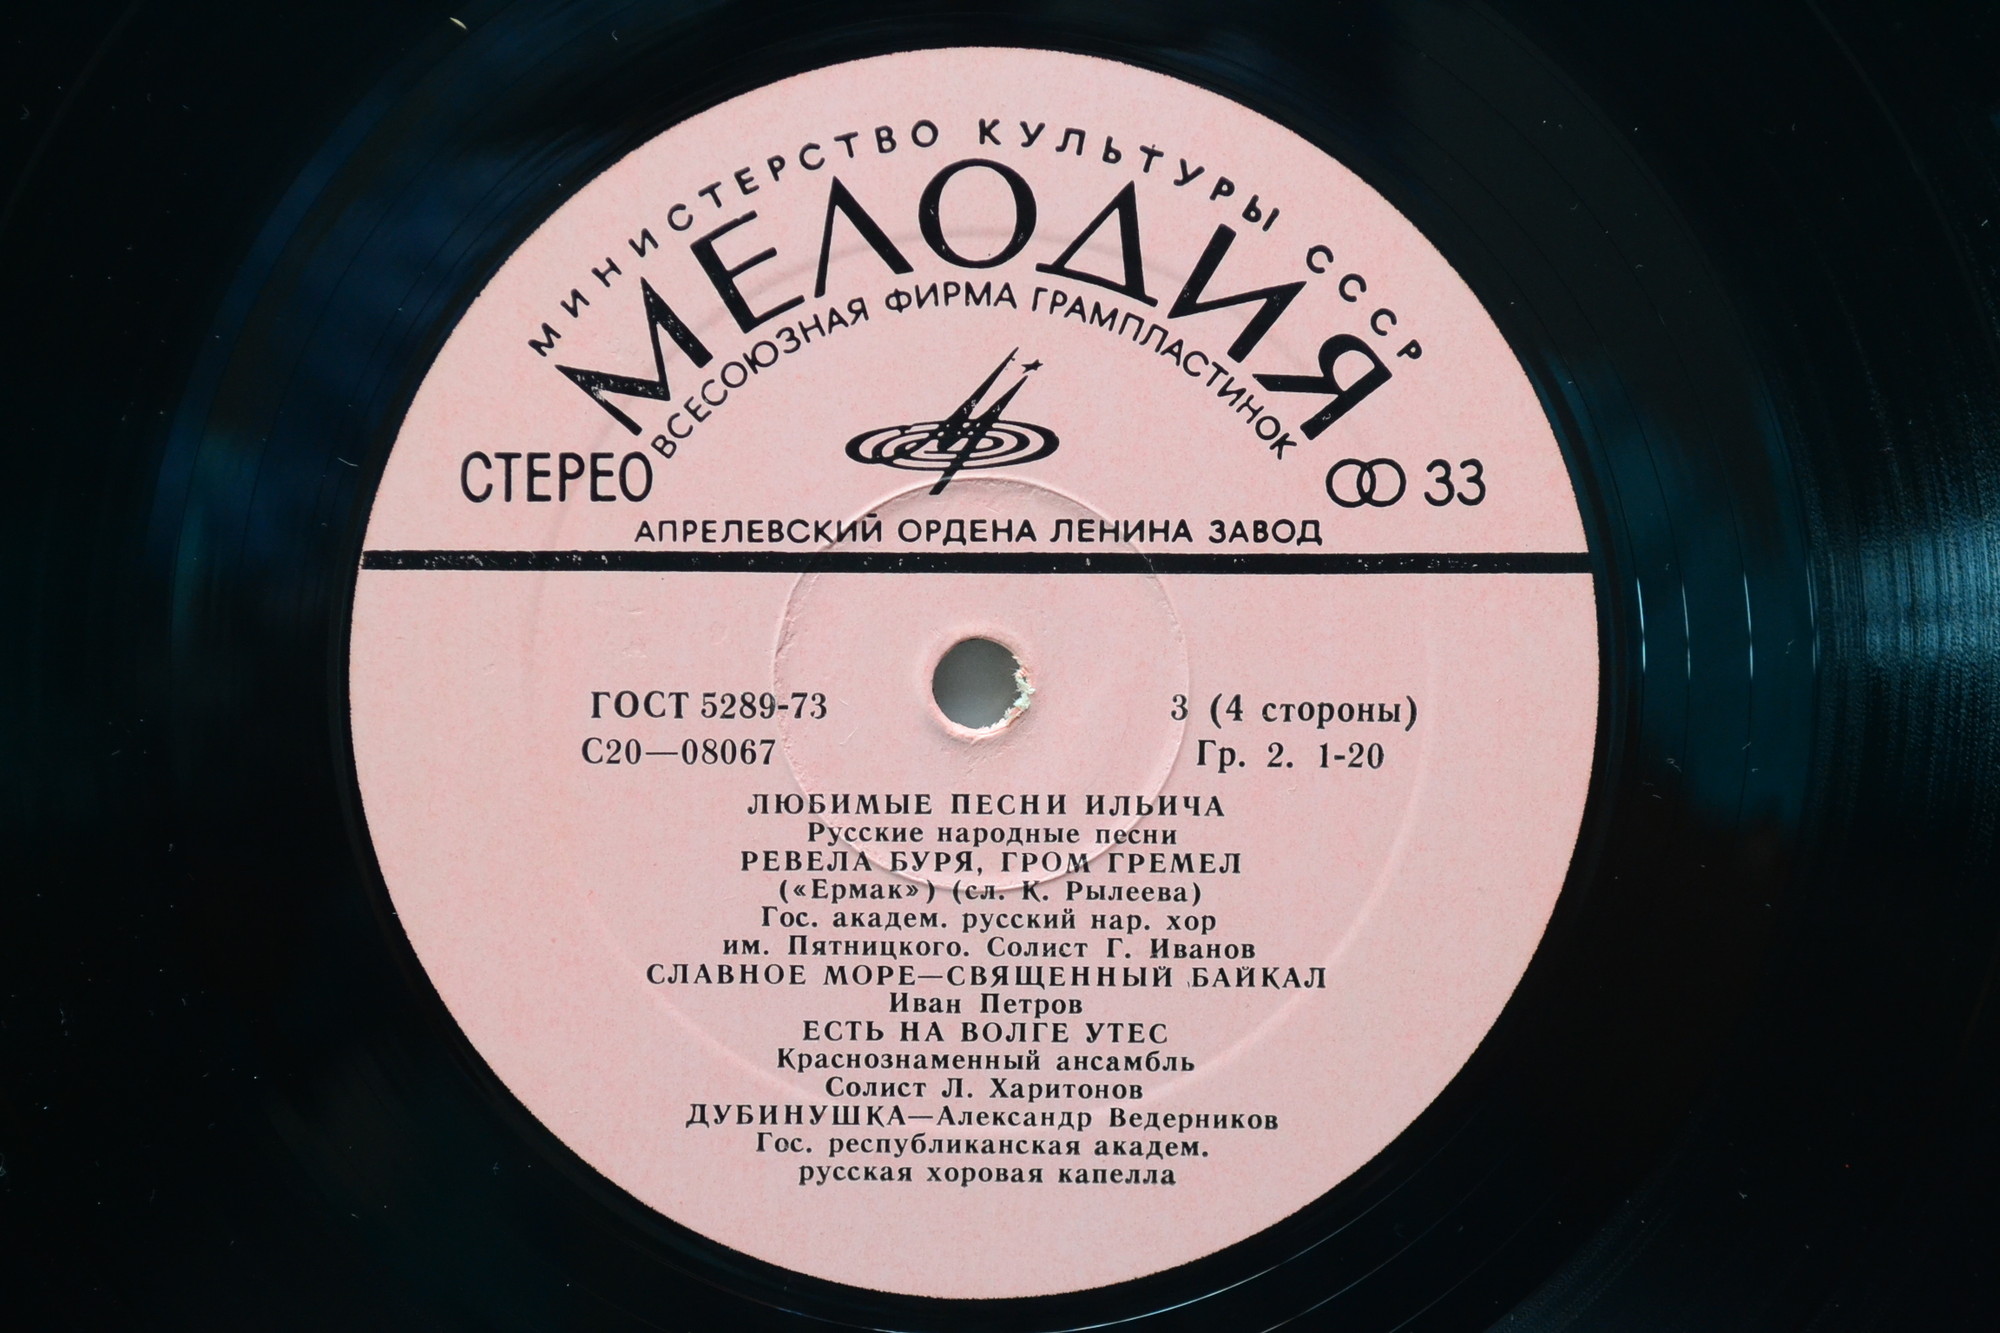 МИНИСТЕРСТВО КУЛЬТУРЫ СССР
МЕЛОДИЯ
ВСЕСОЮЗНАЯ ФИРМА ГРАМПЛАСТИНОК
СТЕРЕО
33
АПРЕЛЕВСКИЙ ОРДЕНА ЛЕНИНА ЗАВОД
ГОСТ 5289-73
3 (4 стороны)
С20—08067
Гр. 2. 1-20
ЛЮБИМЫЕ ПЕСНИ ИЛЬИЧА
Русские народные песни
РЕВЕЛА БУРЯ, ГРОМ ГРЕМЕЛ
(«Ермак») (сл. К. Рылеева)
Гос. академ. русский нар. хор
им. Пятницкого. Солист Г. Иванов
СЛАВНОЕ МОРЕ—СВЯЩЕННЫЙ БАЙКАЛ
Иван Петров
ЕСТЬ НА ВОЛГЕ УТЕС
Краснознаменный ансамбль
Солист Л. Харитонов
ДУБИНУШКА—Александр Ведерников
Гос. республиканская академ.
русская хоровая капелла